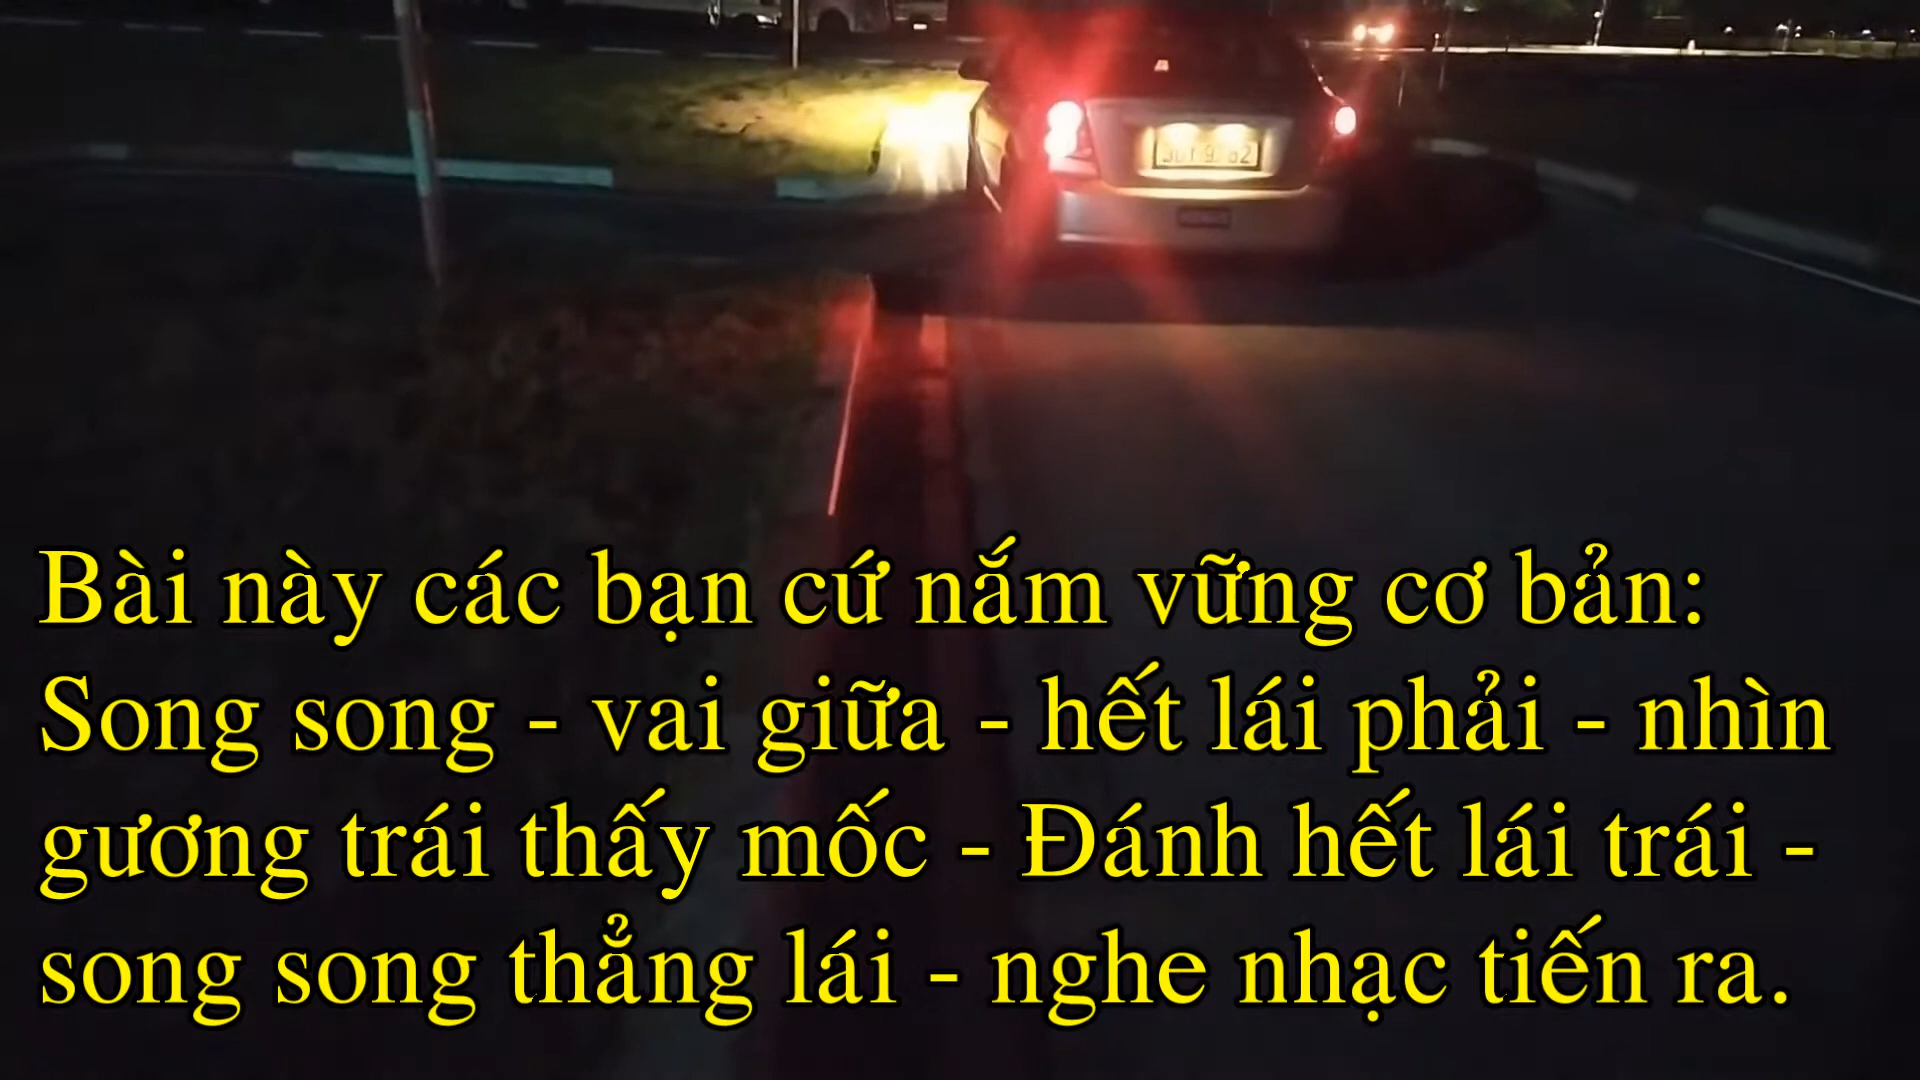 Bài này các bạn cứ nắm vững cơ bản:
Song song - vai giữa - hết lái phải - nhìn
gương trái thấy mốc - Đánh hết lái trái -
song song thẳng lái - nghe nhạc tiến ra.